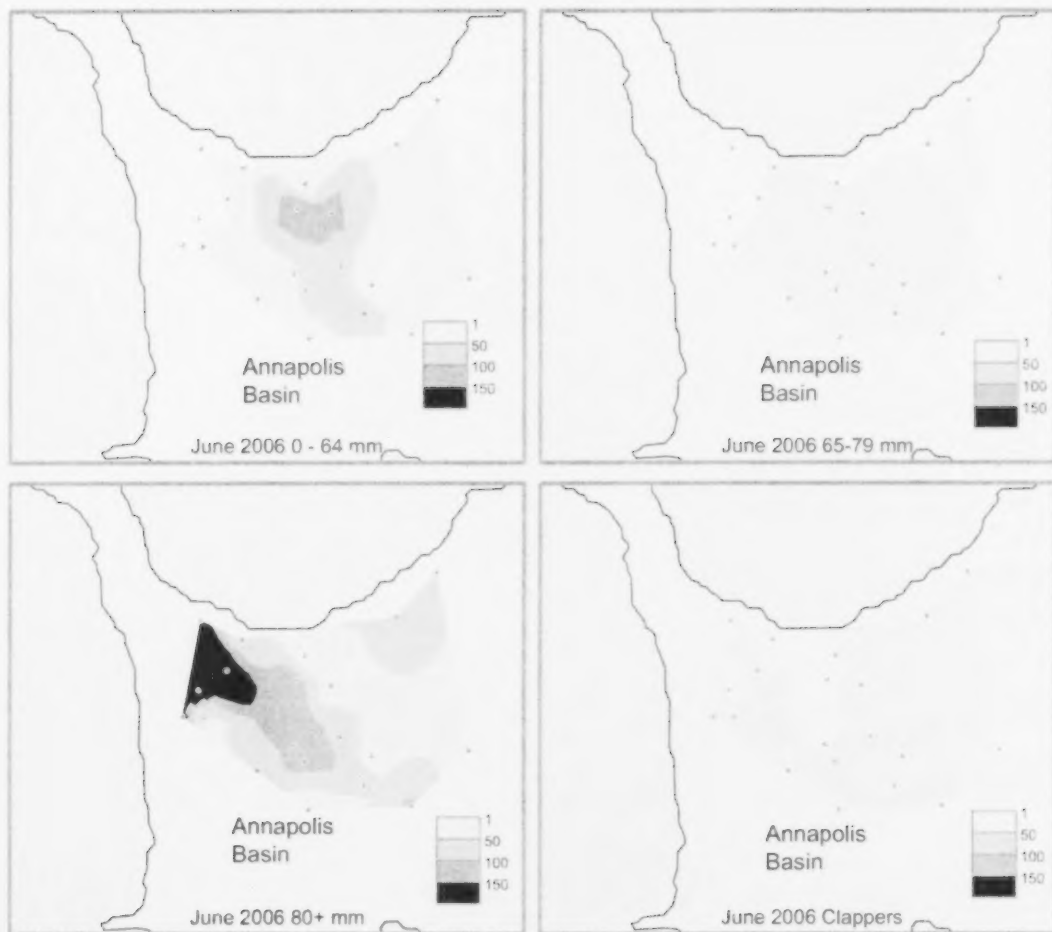 1
50
100
150
Annapolis
Basin
June 2006 0 - 64 mm
1
50
100
150
Annapolis
Basin
June 2006 65-79 mm
1
50
100
150
Annapolis
Basin
June 2006 80+ mm
1
50
100
150
Annapolis
Basin
June 2006 Clappers